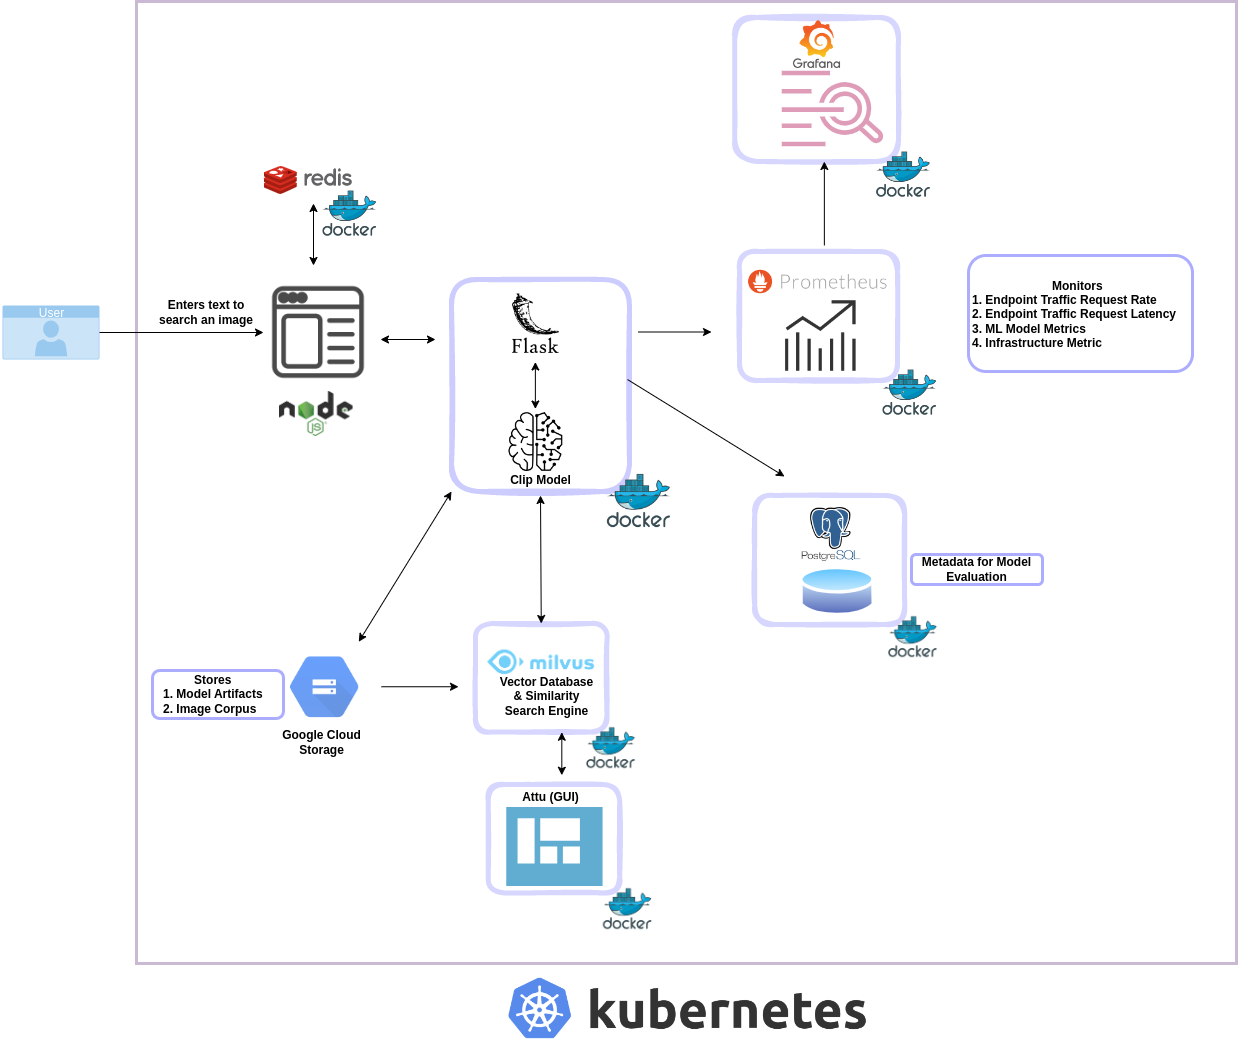 Grafana
docker
redis
docker
User
Enters text to
search an image
Flask
Clip Model
docker
node
JS
Prometheus
docker
Monitors
1. Endpoint Traffic Request Rate
2. Endpoint Traffic Request Latency
3. ML Model Metrics
4. Infrastructure Metric
PostgreSQL
docker
Metadata for Model
Evaluation
Stores
1. Model Artifacts
2. Image Corpus
Google Cloud
Storage
milvus
Vector Database
& Similarity
Search Engine
docker
Attu (GUI)
docker
kubernetes